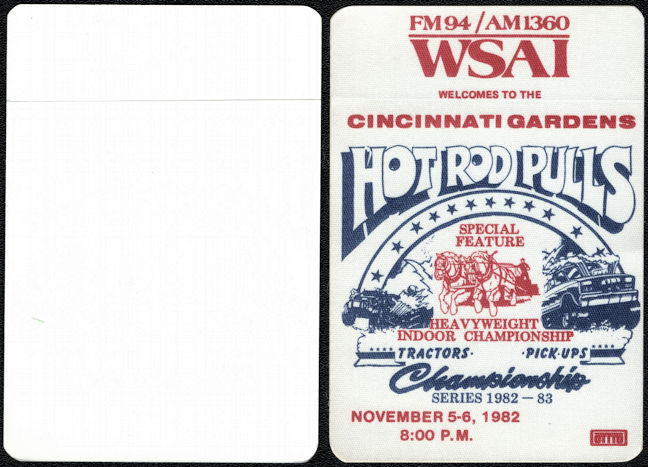 FM94/AM1360
WSAI
WELCOMES TO THE
CINCINNATI GARDENS
HOT ROD PULLS
SPECIAL
FEATURE
HEAVYWEIGHT
INDOOR CHAMPIONSHIP
TRACTORS · · PICK-UPS
Championship
SERIES 1982-83
NOVEMBER 5-6, 1982
8:00 P.M.
OTTO